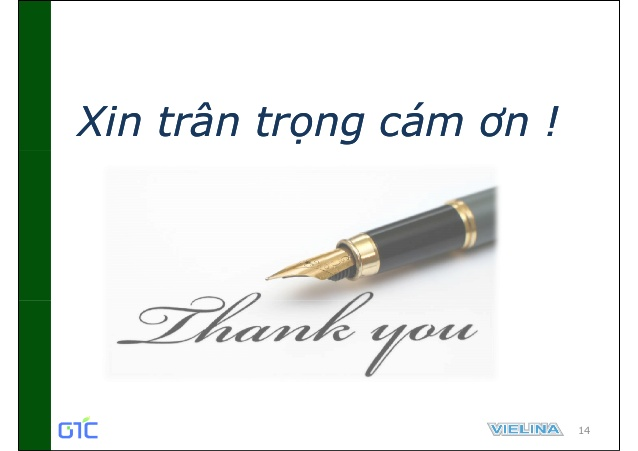 Xin trân trọng cám ơn !
Thank you
GTC
VIELINA
14